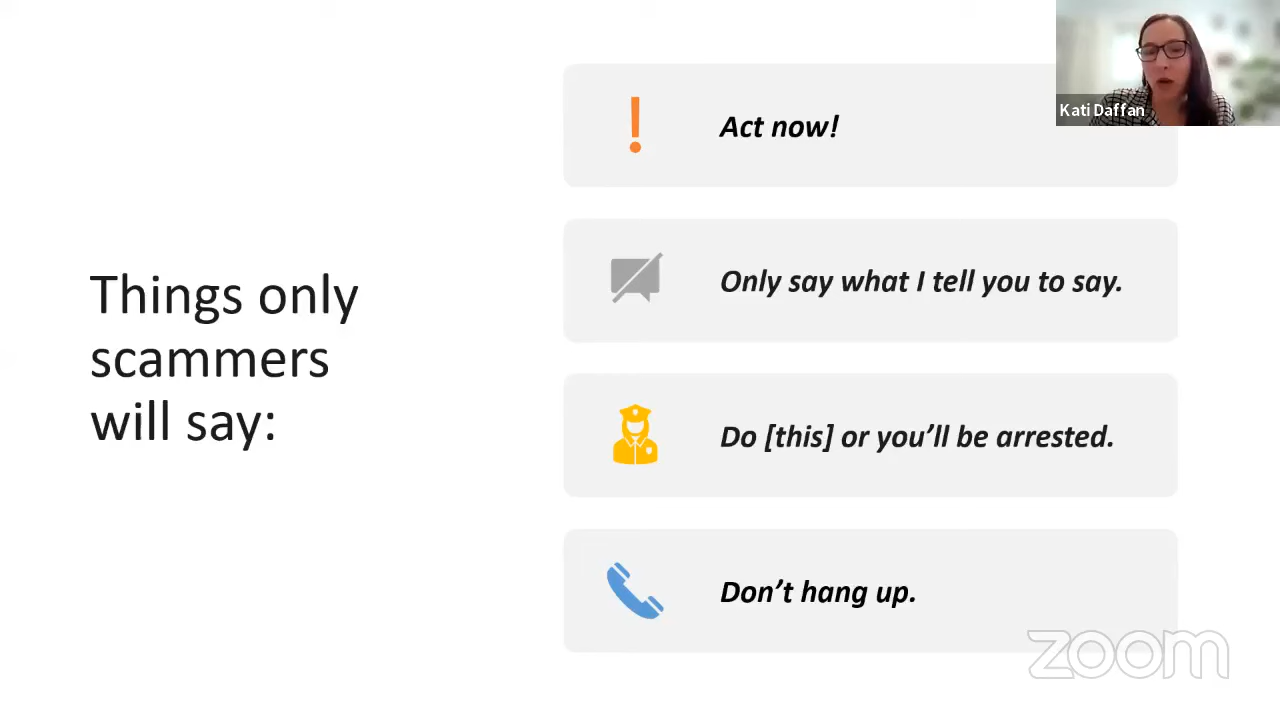 Things only
scammers
will say:
Act now!
Only say what I tell you to say.
Do [this] or you’ll be arrested.
Don’t hang up.
Kati Daffan
zoom